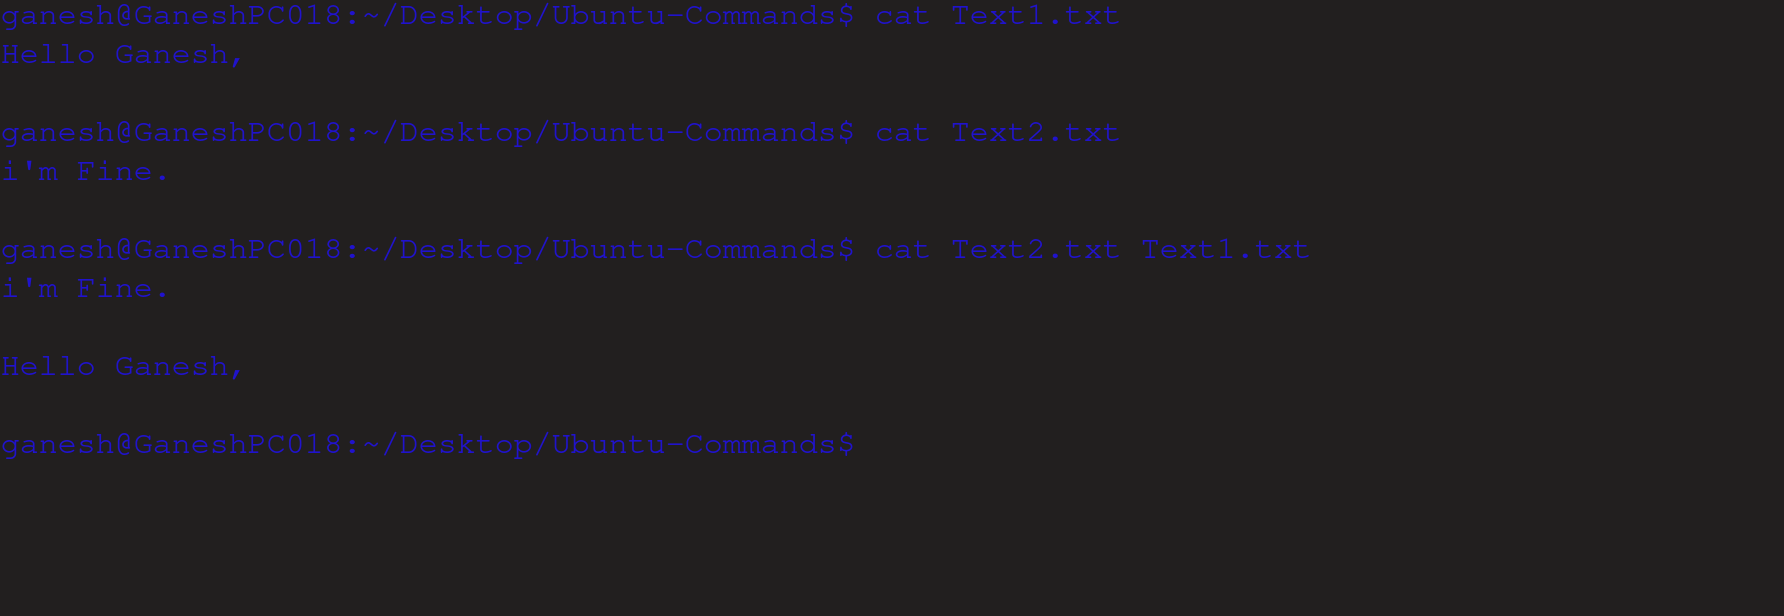 ganesh@GaneshPC018:~/Desktop/Ubuntu-Commands$ cat Text1.txt
Hello Ganesh,
ganesh@GaneshPC018:~/Desktop/Ubuntu-Commands$ cat Text2.txt
i'm Fine.
ganesh@GaneshPC018:~/Desktop/Ubuntu-Commands$ cat Text2.txt Text1.txt
i'm Fine.
Hello Ganesh,
ganesh@GaneshPC018:~/Desktop/Ubuntu-Commands$